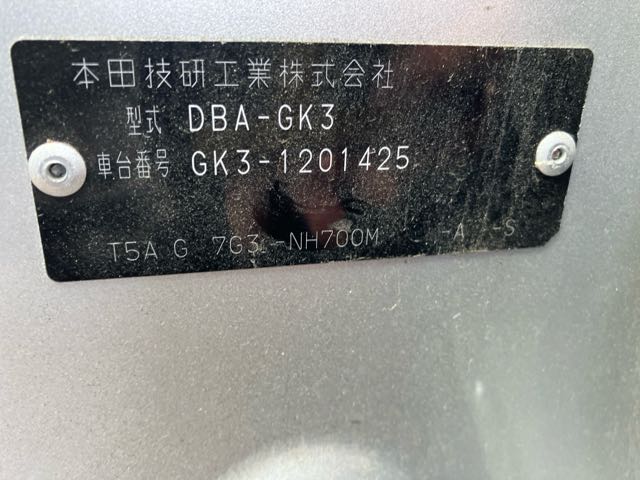 本田技研工業株式会社
型式 DBA-GK3
車台番号 GK3-1201425
T5A G 7G3 -NH700M -A -S